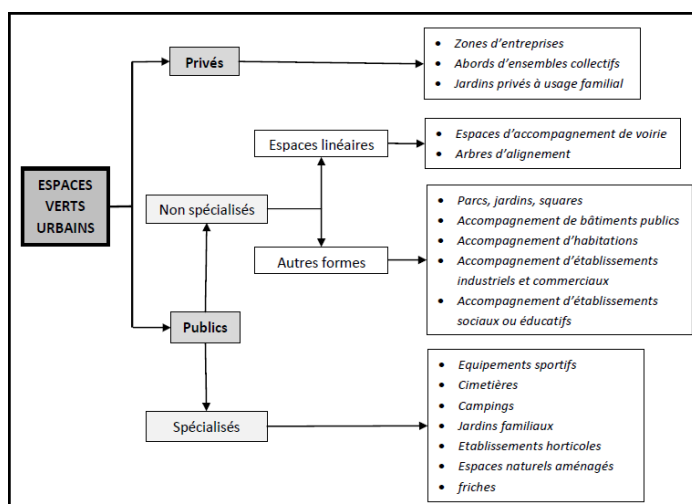 Privés
• Zones d'entreprises
• Abords d'ensembles collectifs
• Jardins privés à usage familial
ESPACES
VERTS
URBAINS
Espaces linéaires
• Espaces d'accompagnement de voirie
• Arbres d'alignement
Non spécialisés
Autres formes
• Parcs, jardins, squares
• Accompagnement de bâtiments publics
• Accompagnement d'habitations
• Accompagnement d'établissements
industriels et commerciaux
• Accompagnement d'établissements
sociaux ou éducatifs
Publics
Spécialisés
• Equipements sportifs
• Cimetières
• Campings
• Jardins familiaux
• Etablissements horticoles
• Espaces naturels aménagés
• friches